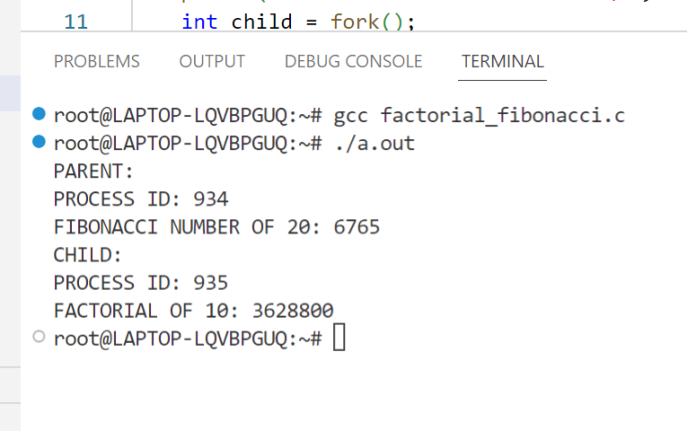 11 int child = fork();
PROBLEMS OUTPUT DEBUG CONSOLE TERMINAL
root@LAPTOP-LQVBPGUQ:~# gcc factorial_fibonacci.c
root@LAPTOP-LQVBPGUQ:~# ./a.out
PARENT:
PROCESS ID: 934
FIBONACCI NUMBER OF 20: 6765
CHILD:
PROCESS ID: 935
FACTORIAL OF 10: 3628800
root@LAPTOP-LQVBPGUQ:~#